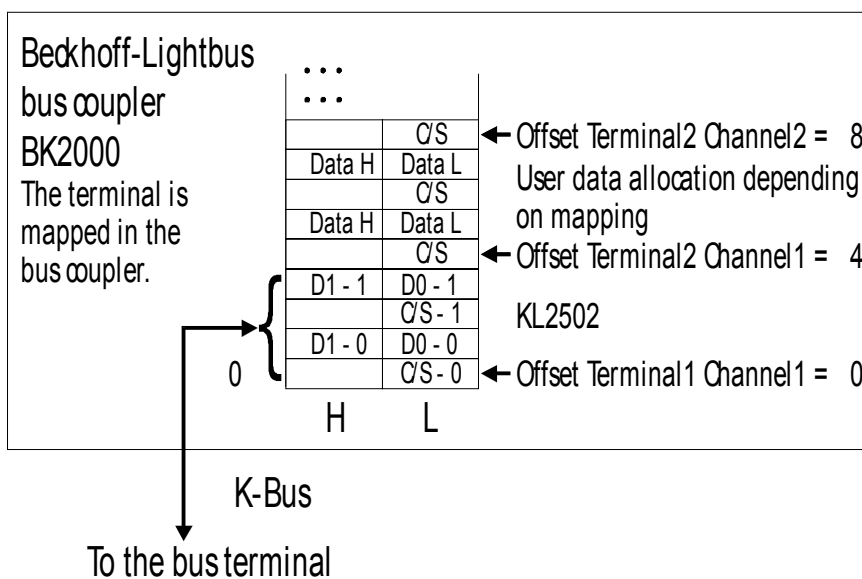 Beckhoff-Lightbus
bus coupler
BK2000
The terminal is
mapped in the
bus coupler.
...
...
C/S
Data H Data L
C/S
Data H Data L
C/S
D1 - 1 D0 - 1
C/S - 1
D1 - 0 D0 - 0
0 C/S - 0
H L
Offset Terminal2 Channel2 = 8
User data allocation depending
on mapping
Offset Terminal2 Channel1 = 4
KL2502
Offset Terminal1 Channel1 = 0
K-Bus
To the bus terminal